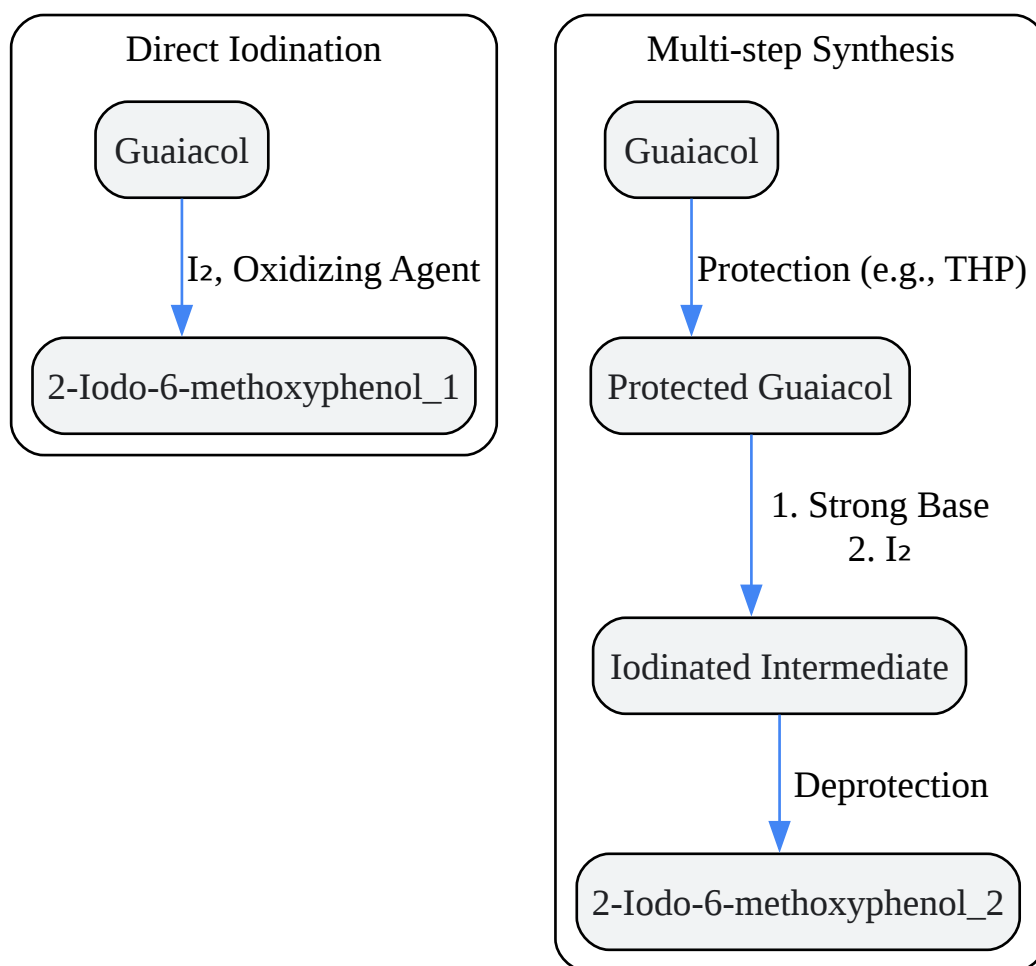 Direct Iodination
Guaiacol
I₂, Oxidizing Agent
2-Iodo-6-methoxyphenol_1
Multi-step Synthesis
Guaiacol
Protection (e.g., THP)
Protected Guaiacol
1. Strong Base
2. I₂
Iodinated Intermediate
Deprotection
2-Iodo-6-methoxyphenol_2